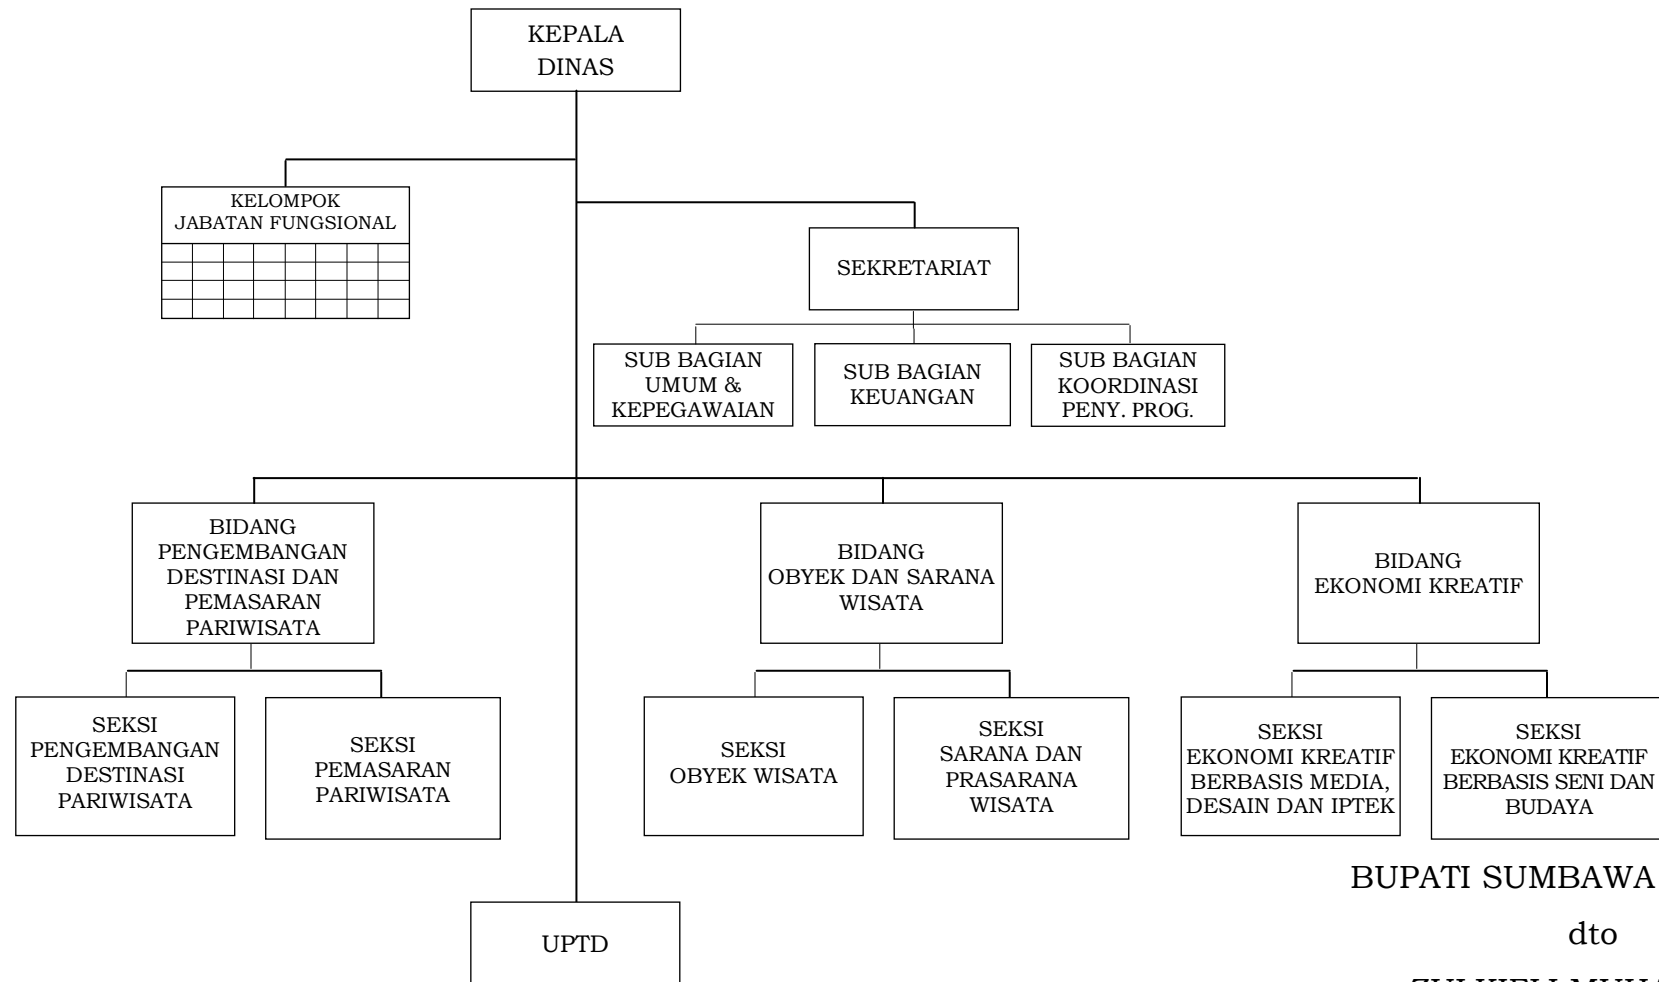 KEPALA
DINAS
KELOMPOK
JABATAN FUNGSIONAL
SEKRETARIAT
SUB BAGIAN
UMUM &
KEPEGAWAIAN
SUB BAGIAN
KEUANGAN
SUB BAGIAN
KOORDINASI
PENY. PROG.
BIDANG
PENGEMBANGAN
DESTINASI DAN
PEMASARAN
PARIWISATA
BIDANG
OBYEK DAN SARANA
WISATA
BIDANG
EKONOMI KREATIF
SEKSI
PENGEMBANGAN
DESTINASI
PARIWISATA
SEKSI
PEMASARAN
PARIWISATA
SEKSI
OBYEK WISATA
SEKSI
SARANA DAN
PRASARANA
WISATA
SEKSI
EKONOMI KREATIF
BERBASIS MEDIA,
DESAIN DAN IPTEK
SEKSI
EKONOMI KREATIF
BERBASIS SENI DAN
BUDAYA
BUPATI SUMBAWA
dto
UPTD